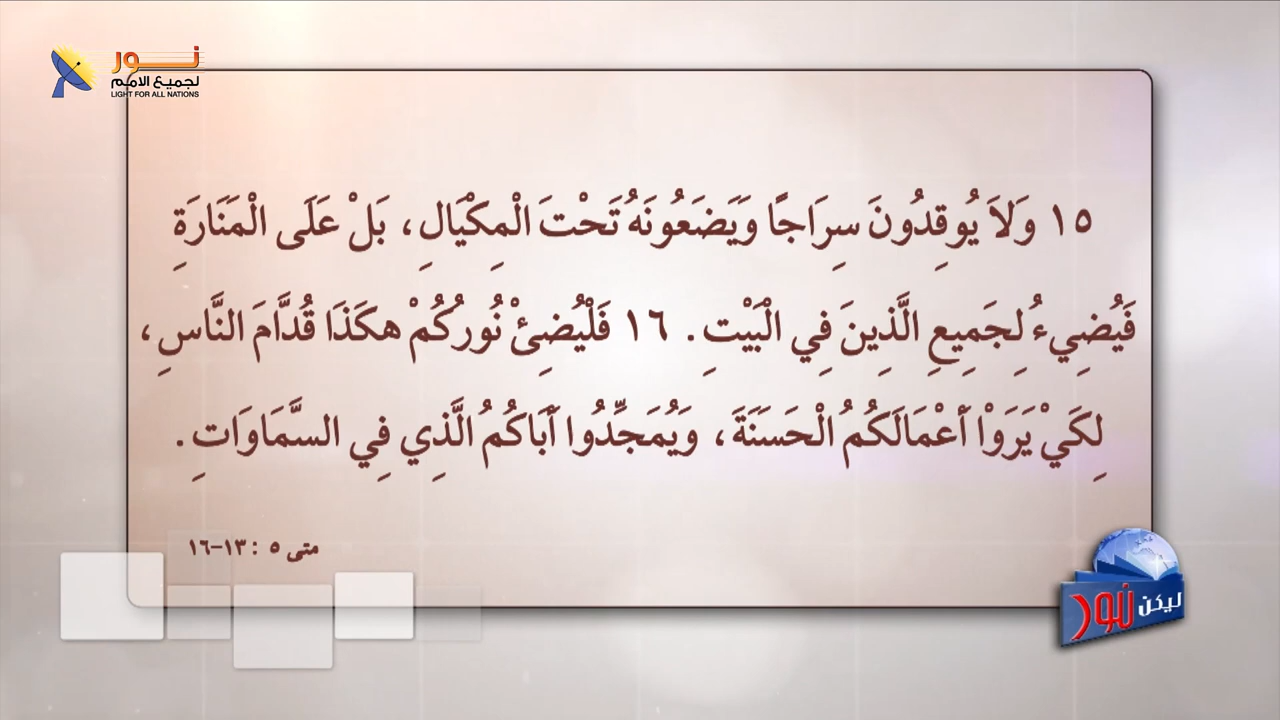 نور
لجميع الامم
LIGHT FOR ALL NATIONS
١٥ وَلاَ يُوقِدُونَ سِرَاجًا وَيَضَعُونَهُ تَحْتَ الْمِكْيَالِ، بَلْ عَلَى الْمَنَارَةِ
فَيُضِيءُ لِجَمِيعِ الَّذِينَ فِي الْبَيْتِ. ١٦ فَلْيُضِئْ نُورُكُمْ هكَذَا قُدَّامَ النَّاسِ،
لِكَيْ يَرَوْا أَعْمَالَكُمُ الْحَسَنَةَ، وَيُمَجِّدُوا أَبَاكُمُ الَّذِي فِي السَّمَاوَاتِ.
متى ٥ : ١٣-١٦
ليكن نور